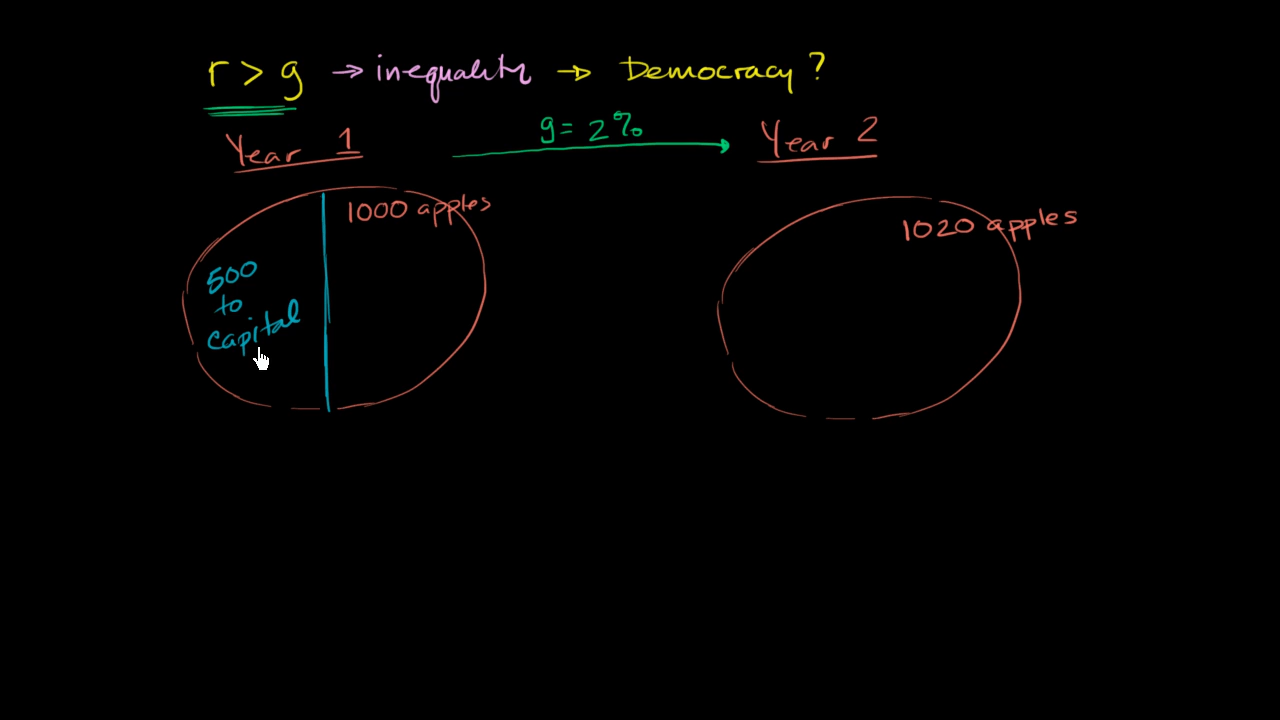 r > g → inequality → Democracy?
Year 1
g = 2%
Year 2
1000 apples
500
to
capital
1020 apples